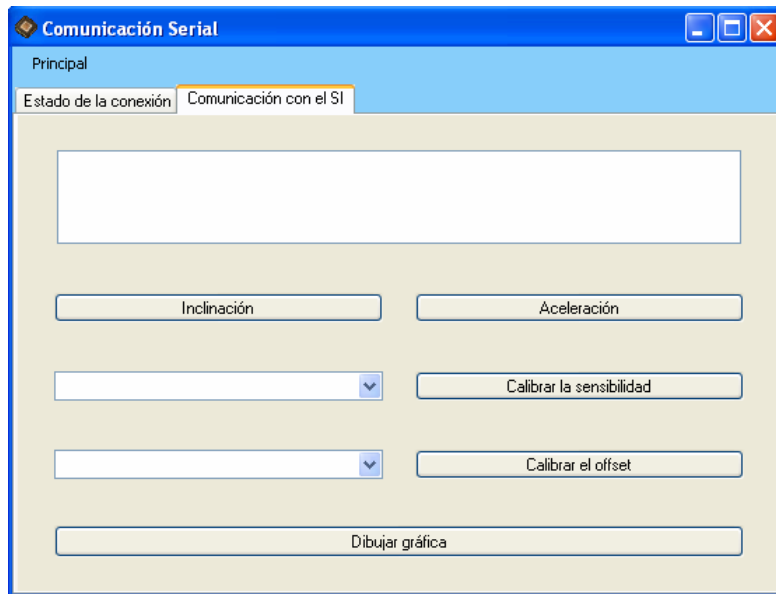 Comunicación Serial
Principal
Estado de la conexión Comunicación con el SI
Inclinación Aceleración
Calibrar la sensibilidad
Calibrar el offset
Dibujar gráfica